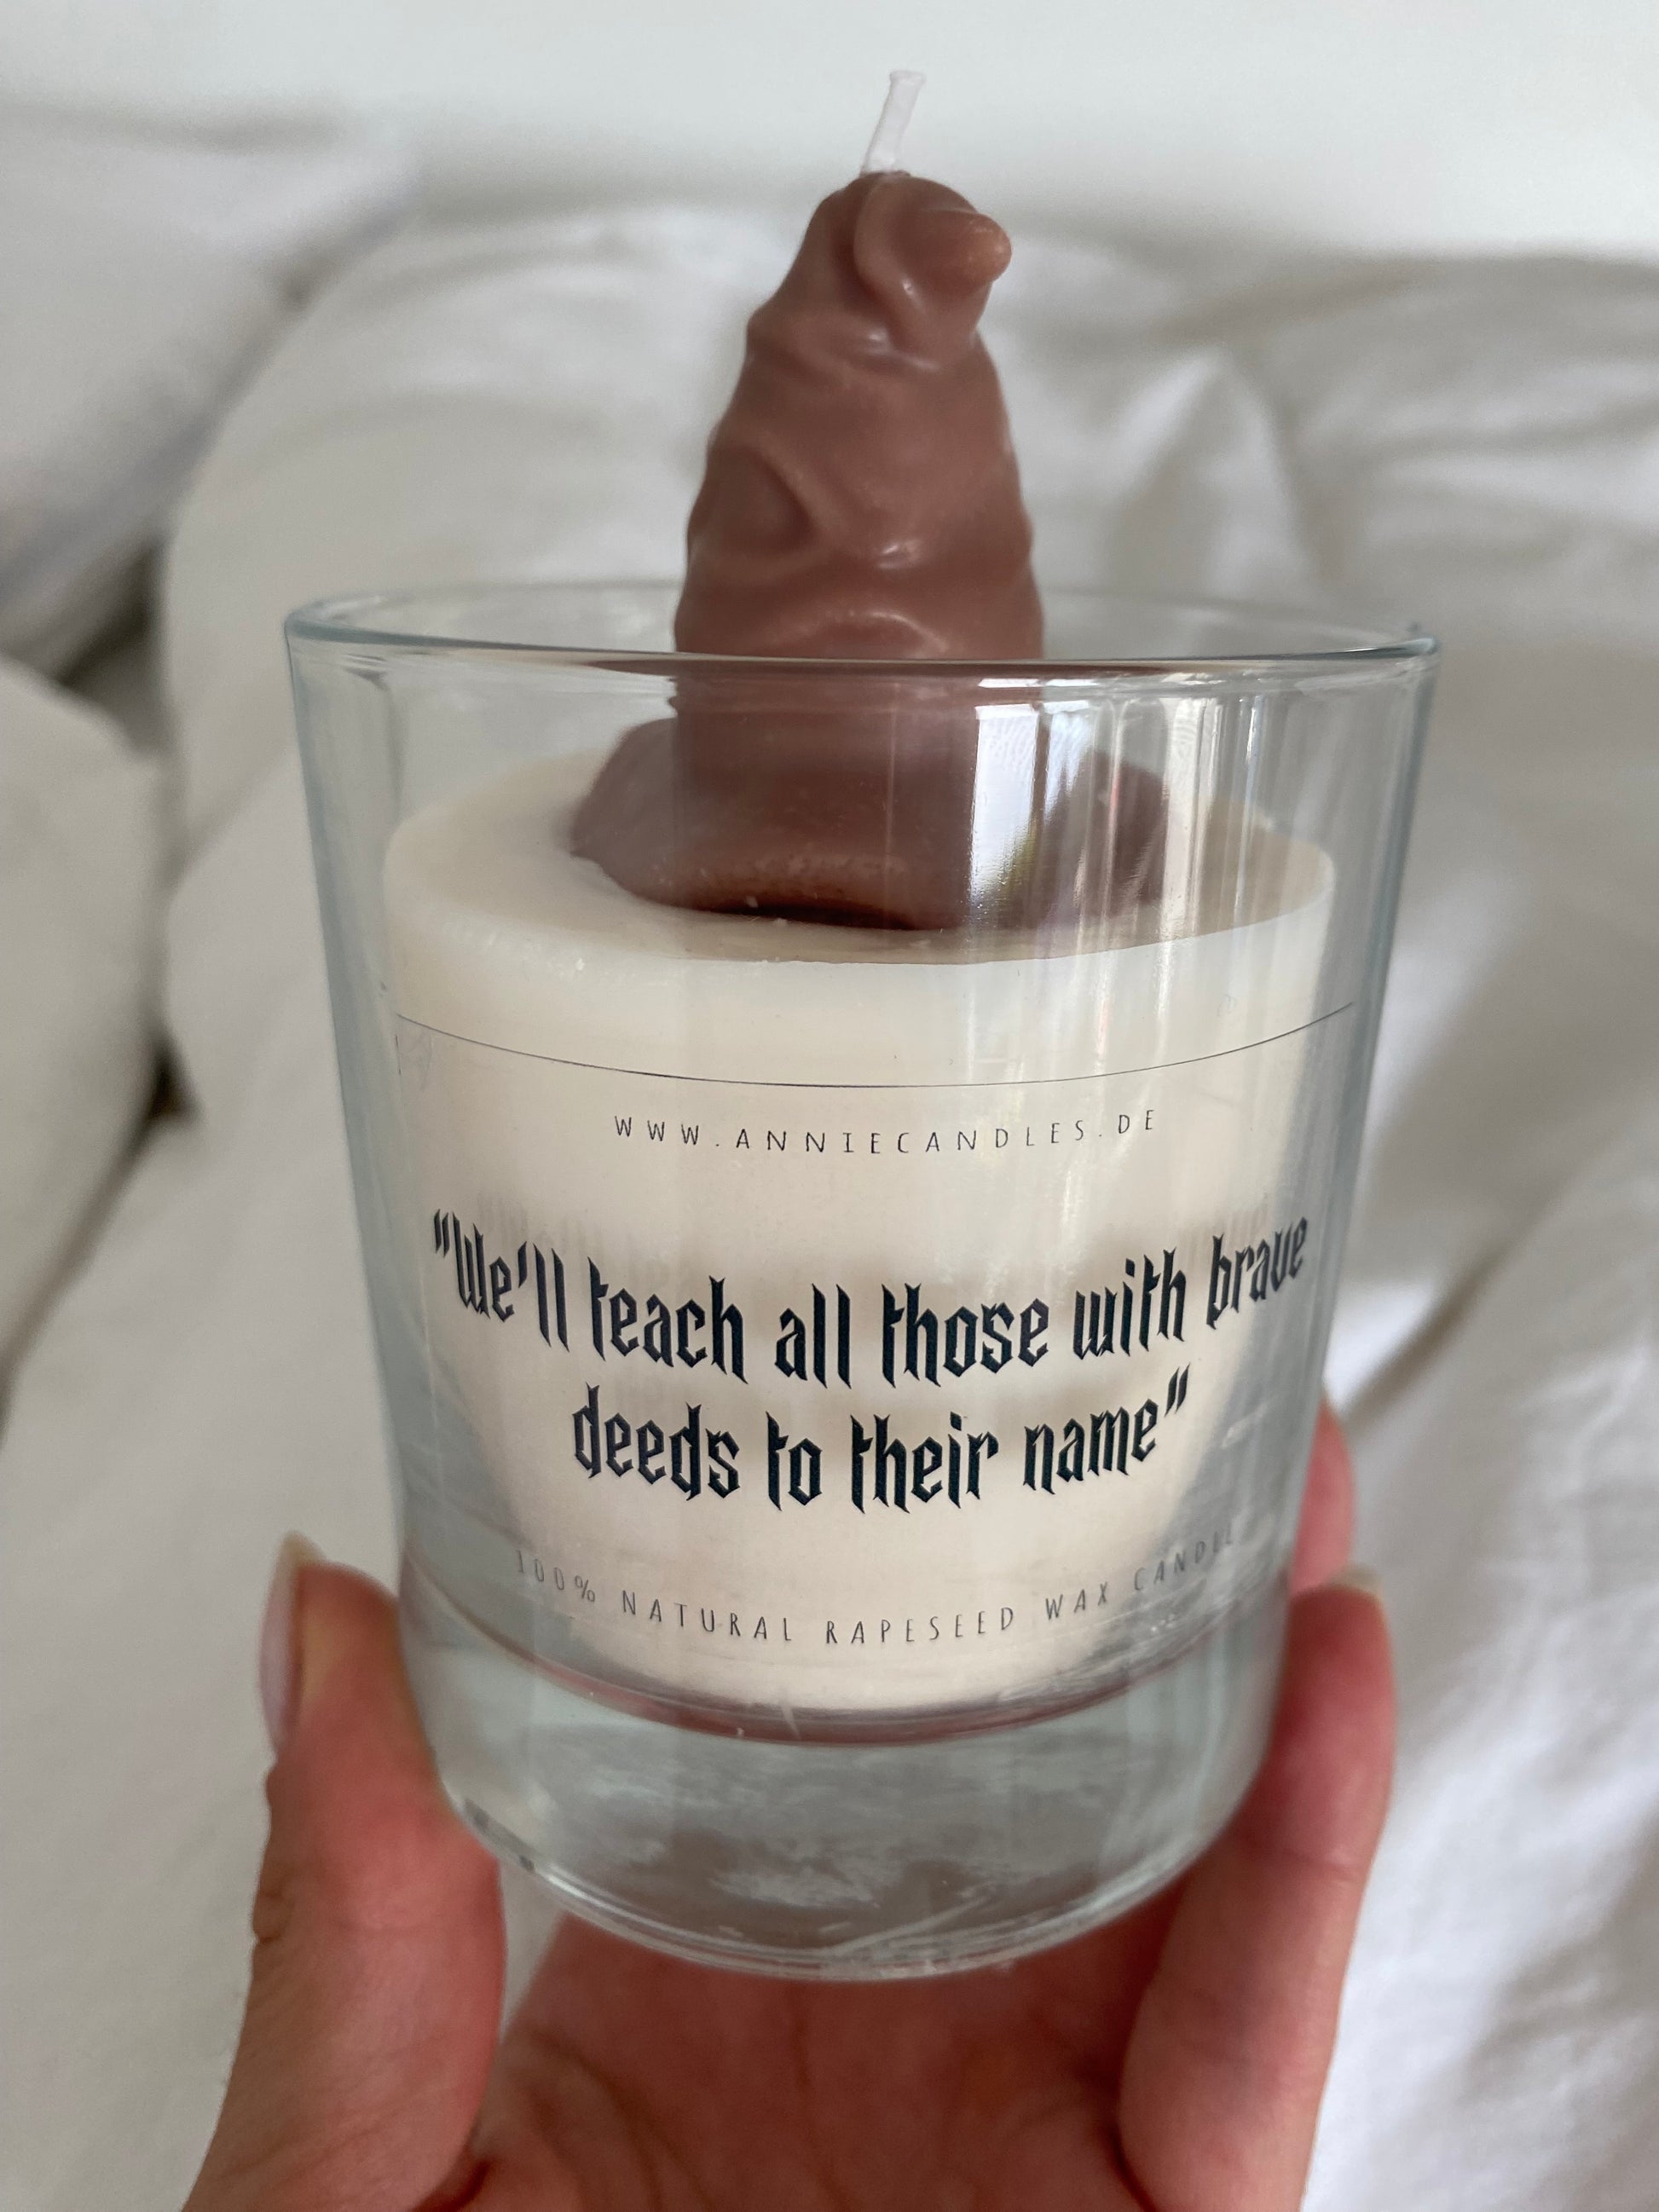 WWW.ANNIECANDLES.DE
"We'll teach all those with brave
deeds to their name"
100% NATURAL RAPESEED WAX CANDLE